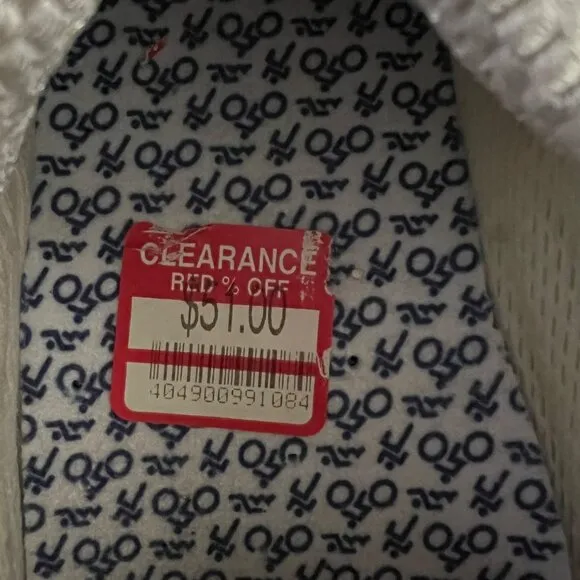 CLEARANCE
RED % OFF
$51.00
404900991084